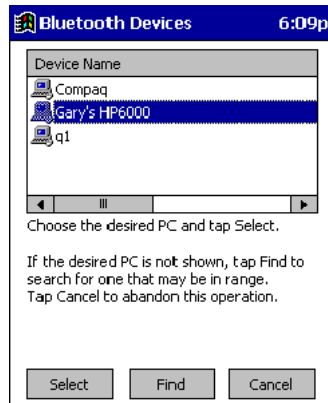 Bluetooth Devices 6:09p
Device Name
Compaq
Gary's HP6000
q1
Choose the desired PC and tap Select.
If the desired PC is not shown, tap Find to
search for one that may be in range.
Tap Cancel to abandon this operation.
Select Find Cancel